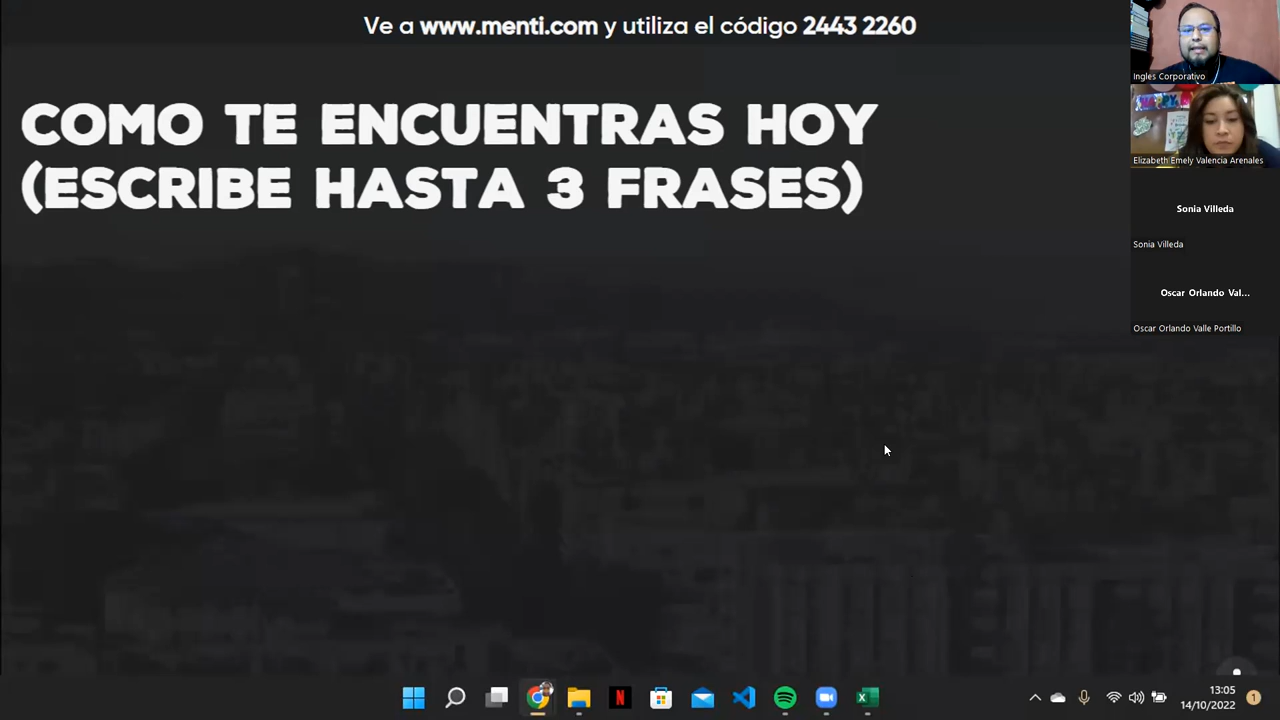 Ve a www.menti.com y utiliza el código 2443 2260
COMO TE ENCUENTRAS HOY
(ESCRIBE HASTA 3 FRASES)
Ingles Corporativo
Elizabeth Emely Valencia Arenales
Sonia Villeda
Sonia Villeda
Oscar Orlando Val...
Oscar Orlando Valle Portillo
13:05
14/10/2022
1